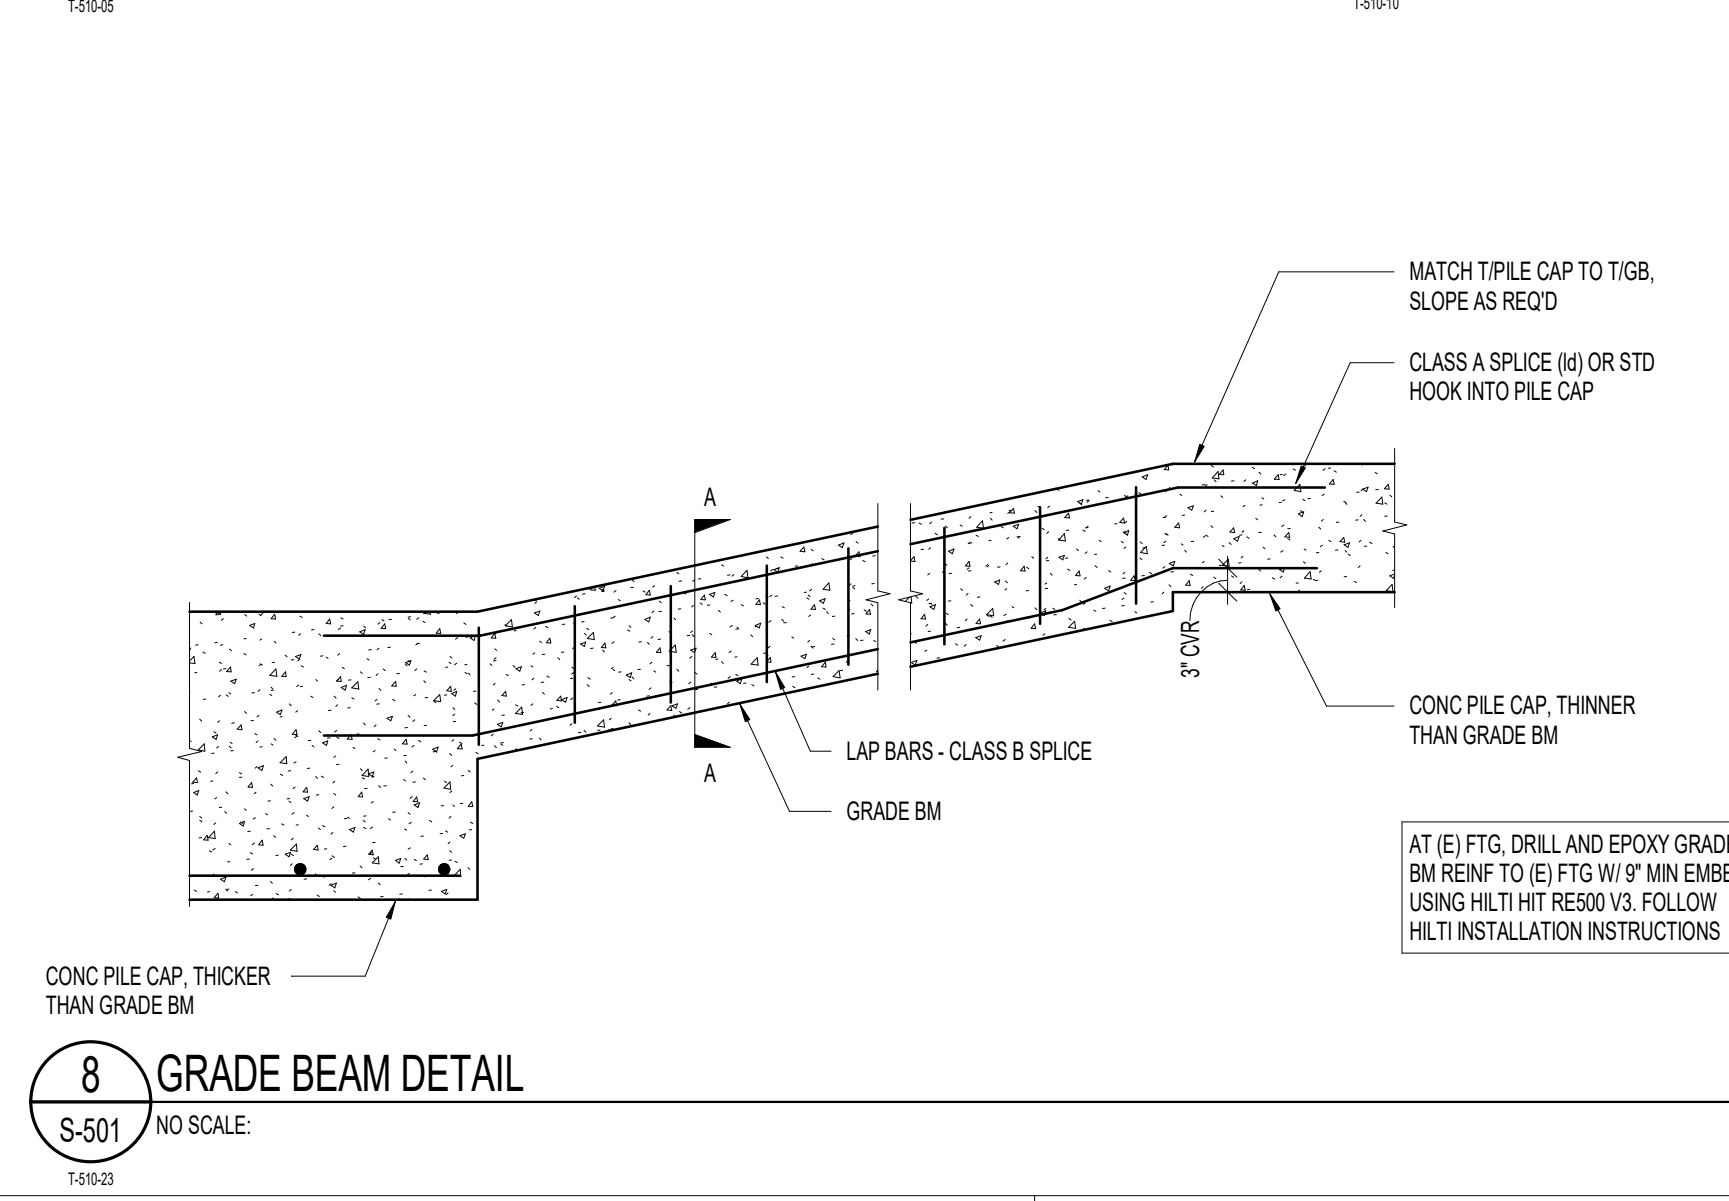 T-510-05
T-510-10
MATCH T/PILE CAP TO T/GB,
SLOPE AS REQ'D
CLASS A SPLICE (ld) OR STD
HOOK INTO PILE CAP
A
3" CVR
CONC PILE CAP, THINNER
THAN GRADE BM
LAP BARS - CLASS B SPLICE
A
GRADE BM
AT (E) FTG, DRILL AND EPOXY GRADE
BM REINF TO (E) FTG W/ 9" MIN EMBE
USING HILTI HIT RE500 V3. FOLLOW
HILTI INSTALLATION INSTRUCTIONS
CONC PILE CAP, THICKER
THAN GRADE BM
8
GRADE BEAM DETAIL
S-501
NO SCALE:
T-510-23